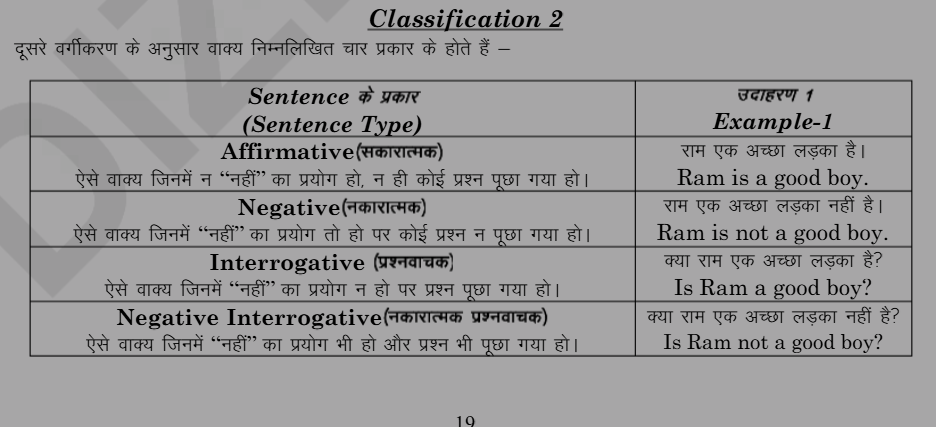 Classification 2
दूसरे वर्गीकरण के अनुसार वाक्य निम्नलिखित चार प्रकार के होते हैं –
Sentence के प्रकार
(Sentence Type)
उदाहरण 1
Example-1
Affirmative(सकारात्मक)
ऐसे वाक्य जिनमें न “नहीं” का प्रयोग हो, न ही कोई प्रश्न पूछा गया हो।
राम एक अच्छा लड़का है।
Ram is a good boy.
Negative(नकारात्मक)
ऐसे वाक्य जिनमें “नहीं” का प्रयोग तो हो पर कोई प्रश्न न पूछा गया हो।
राम एक अच्छा लड़का नहीं है।
Ram is not a good boy.
Interrogative (प्रश्नवाचक)
ऐसे वाक्य जिनमें “नहीं” का प्रयोग न हो पर प्रश्न पूछा गया हो।
क्या राम एक अच्छा लड़का है?
Is Ram a good boy?
Negative Interrogative(नकारात्मक प्रश्नवाचक)
ऐसे वाक्य जिनमें “नहीं” का प्रयोग भी हो और प्रश्न भी पूछा गया हो।
क्या राम एक अच्छा लड़का नहीं है?
Is Ram not a good boy?
19